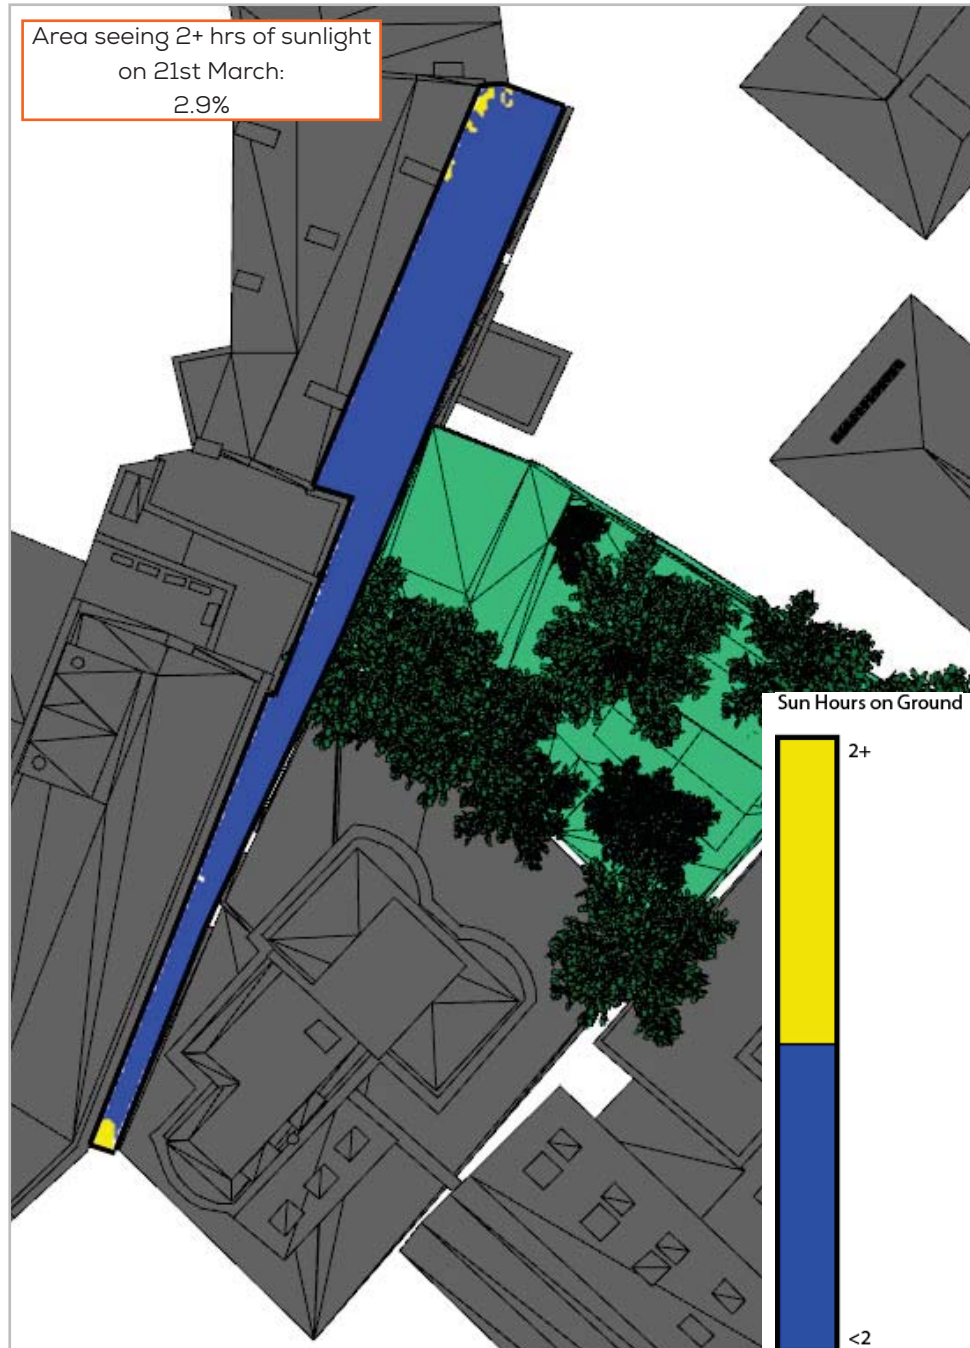 Area seeing 2+ hrs of sunlight
on 21st March:
2.9%
Sun Hours on Ground
2+
<2